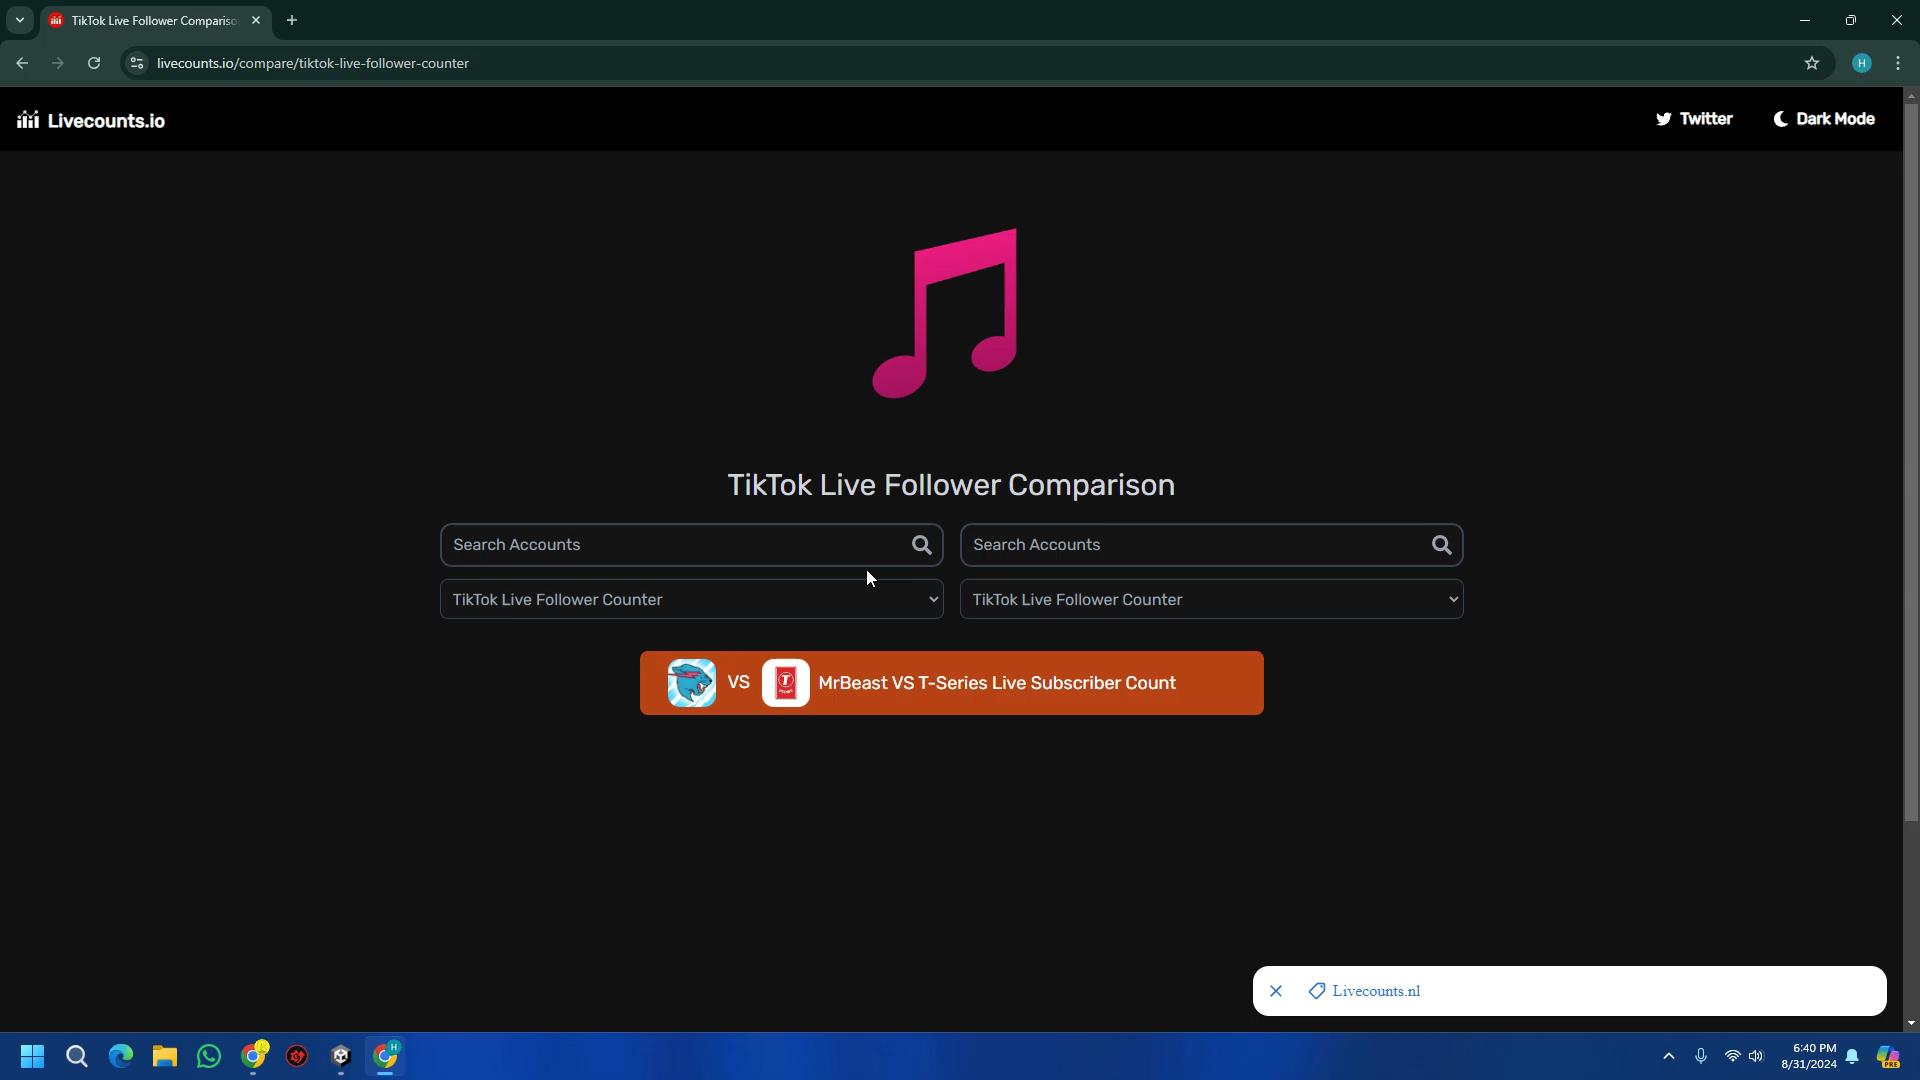 TikTok Live Follower Compariso
livecounts.io/compare/tiktok-live-follower-counter
H
Livecounts.io
Twitter
Dark Mode
TikTok Live Follower Comparison
Search Accounts
Search Accounts
TikTok Live Follower Counter
TikTok Live Follower Counter
VS
MrBeast VS T-Series Live Subscriber Count
Livecounts.nl
H
6:40 PM
8/31/2024
PRE